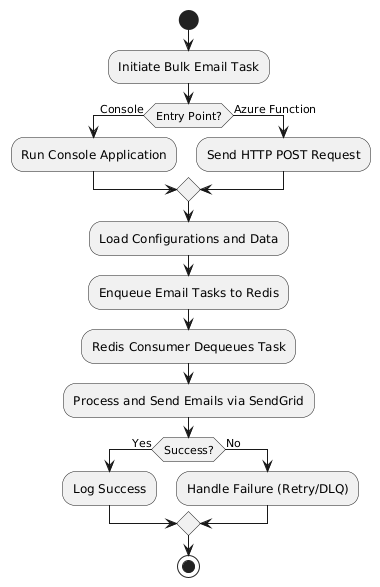 Initiate Bulk Email Task
Entry Point?
Console
Azure Function
Run Console Application
Send HTTP POST Request
Load Configurations and Data
Enqueue Email Tasks to Redis
Redis Consumer Dequeues Task
Process and Send Emails via SendGrid
Success?
Yes
No
Log Success
Handle Failure (Retry/DLQ)